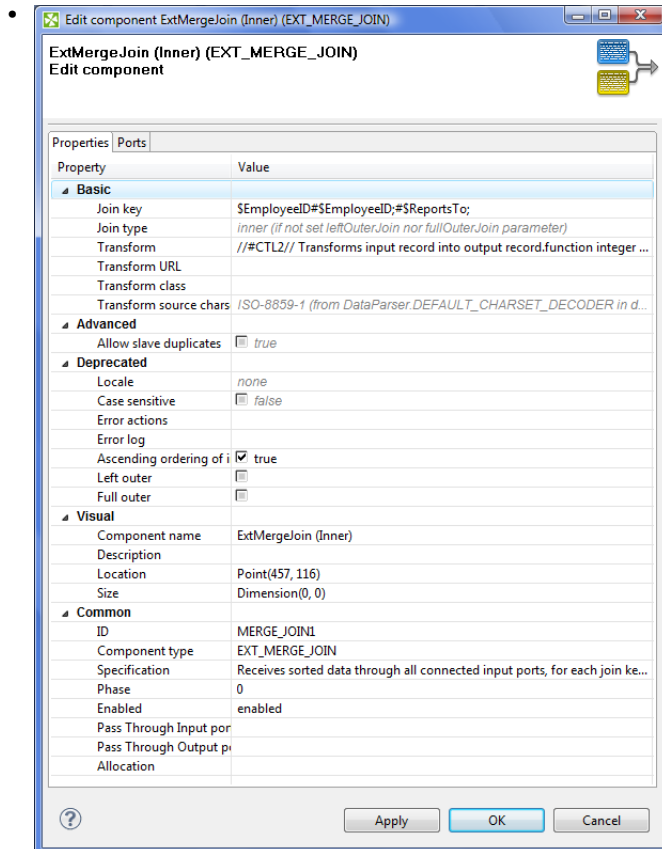 Edit component ExtMergeJoin (Inner) (EXT_MERGE_JOIN)
ExtMergeJoin (Inner) (EXT_MERGE_JOIN)
Edit component
Properties Ports
Property Value
Basic
Join key $EmployeeID#$EmployeeID;#$ReportsTo;
Join type inner (if not set leftOuterJoin nor fullOuterJoin parameter)
Transform //#CTL2// Transforms input record into output record.function integer ...
Transform URL
Transform class
Transform source chars ISO-8859-1 (from DataParser.DEFAULT_CHARSET_DECODER in d...
Advanced
Allow slave duplicates true
Deprecated
Locale none
Case sensitive false
Error actions
Error log
Ascending ordering of i true
Left outer
Full outer
Visual
Component name ExtMergeJoin (Inner)
Description
Location Point(457, 116)
Size Dimension(0, 0)
Common
ID MERGE_JOIN1
Component type EXT_MERGE_JOIN
Specification Receives sorted data through all connected input ports, for each join ke...
Phase 0
Enabled enabled
Pass Through Input por
Pass Through Output p
Allocation
? Apply OK Cancel